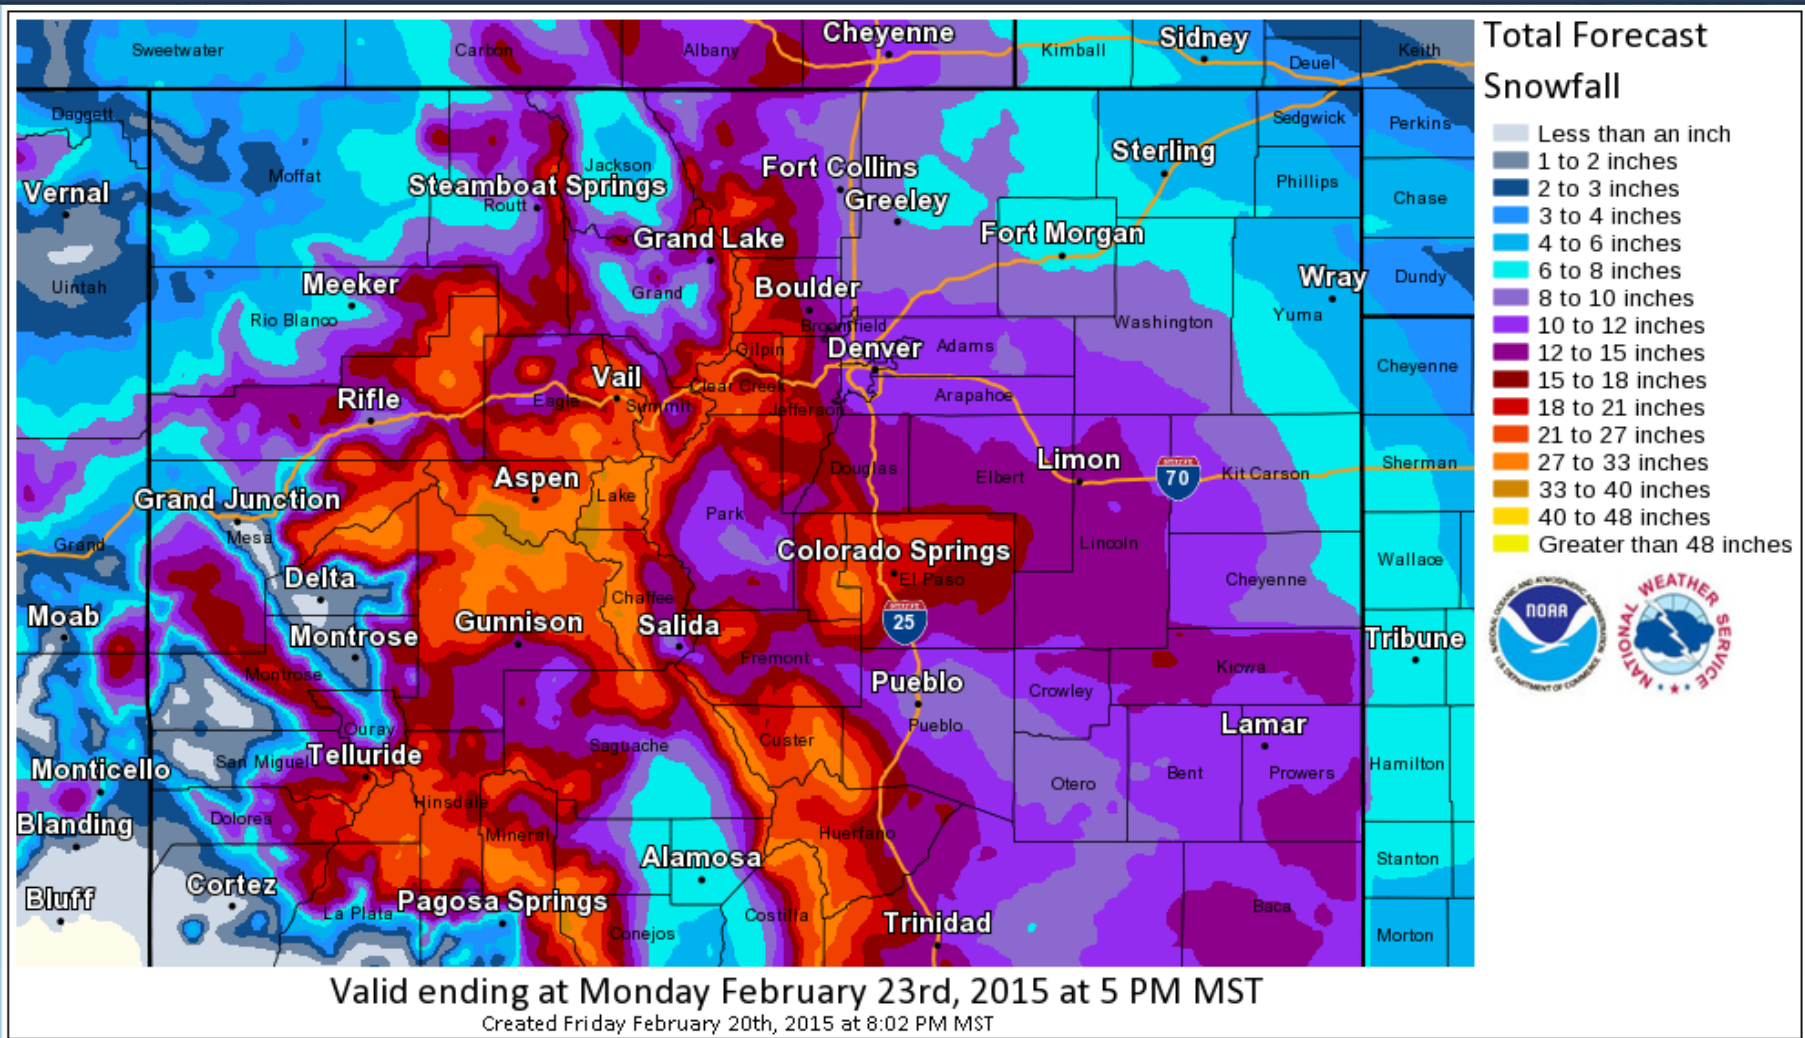 Total Forecast
Snowfall
Less than an inch
1 to 2 inches
2 to 3 inches
3 to 4 inches
4 to 6 inches
6 to 8 inches
8 to 10 inches
10 to 12 inches
12 to 15 inches
15 to 18 inches
18 to 21 inches
21 to 27 inches
27 to 33 inches
33 to 40 inches
40 to 48 inches
Greater than 48 inches
NOAA
NATIONAL OCEANIC AND ATMOSPHERIC ADMINISTRATION
U.S. DEPARTMENT OF COMMERCE
NATIONAL WEATHER SERVICE
Cheyenne
Sidney
Sweetwater
Carbon
Albany
Kimball
Deuel
Keith
Daggett
Sedgwick
Perkins
Sterling
Fort Collins
Jackson
Moffat
Vernal
Steamboat Springs
Routt
Greeley
Phillips
Chase
Grand Lake
Fort Morgan
Uintah
Meeker
Grand
Boulder
Wray
Dundy
Rio Blanco
Broomfield
Washington
Yuma
Gilpin
Denver
Adams
Cheyenne
Vail
Clear Creek
Rifle
Eagle
Summit
Jefferson
Arapahoe
Douglas
Elbert
Limon
70
Kit Carson
Sherman
Aspen
Lake
Grand Junction
Park
Mesa
Grand
Colorado Springs
El Paso
Lincoln
Cheyenne
Wallace
Delta
Chaffee
Moab
Montrose
Gunnison
Salida
25
Tribune
Montrose
Fremont
Kiowa
Pueblo
Crowley
Ouray
Pueblo
Lamar
Custer
Saguache
San Miguel
Telluride
Monticello
Otero
Bent
Prowers
Hamilton
Hinsdale
Dolores
Mineral
Huerfano
Blanding
Alamosa
Stanton
Cortez
Bluff
La Plata
Pagosa Springs
Conejos
Costilla
Trinidad
Baca
Morton
Valid ending at Monday February 23rd, 2015 at 5 PM MST
Created Friday February 20th, 2015 at 8:02 PM MST